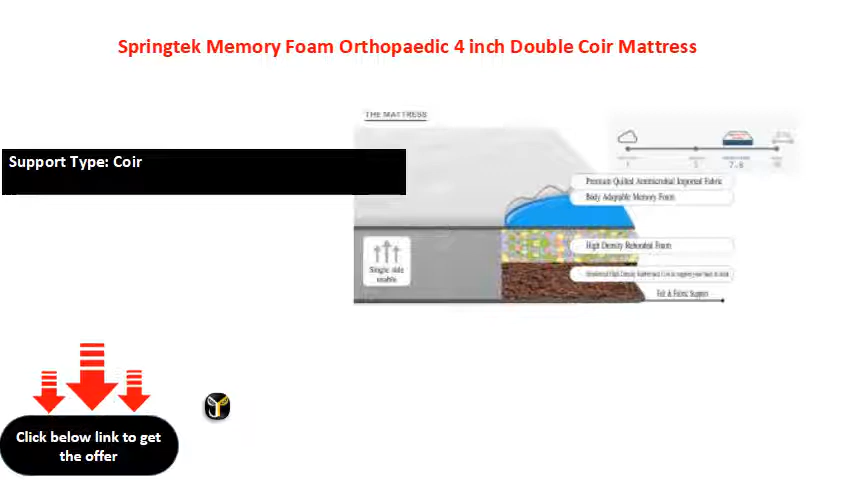 Springtek Memory Foam Orthopaedic 4 inch Double Coir Mattress
THE MATTRESS
Support Type: Coir
7.8
Premium Quilted Antimicrobial Imported Fabric
Body Adaptable Memory Foam
High Density Rebonded Foam
Single side
usable
Felt & Fabric Support
Click below link to get
the offer